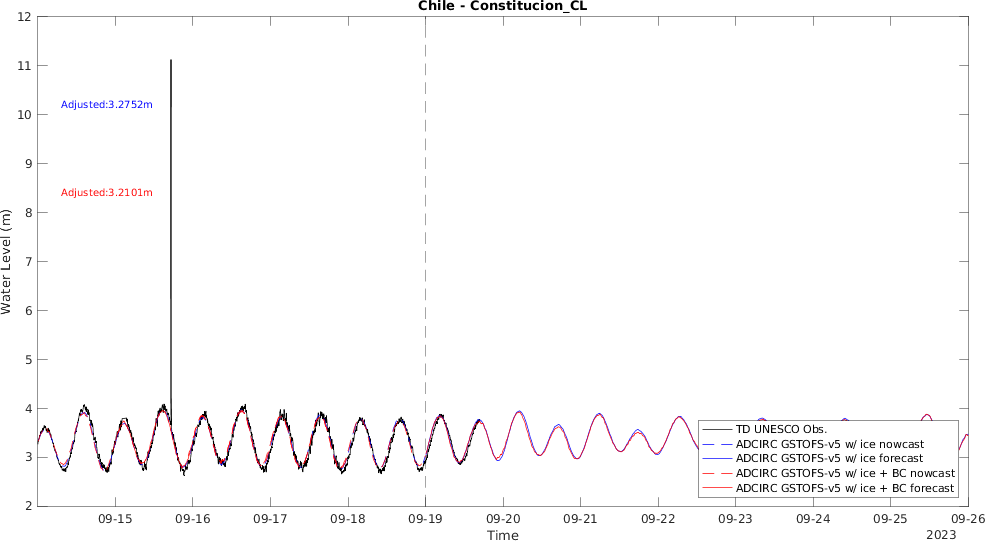 Chile - Constitucion_CL
12
11
10
9
8
7
6
5
4
3
2
Water Level (m)
Adjusted:3.2752m
Adjusted:3.2101m
TD UNESCO Obs.
ADCIRC GSTOFS-v5 w/ ice nowcast
ADCIRC GSTOFS-v5 w/ ice forecast
ADCIRC GSTOFS-v5 w/ ice + BC nowcast
ADCIRC GSTOFS-v5 w/ ice + BC forecast
09-15 09-16 09-17 09-18 09-19 09-20 09-21 09-22 09-23 09-24 09-25 09-26
Time
2023